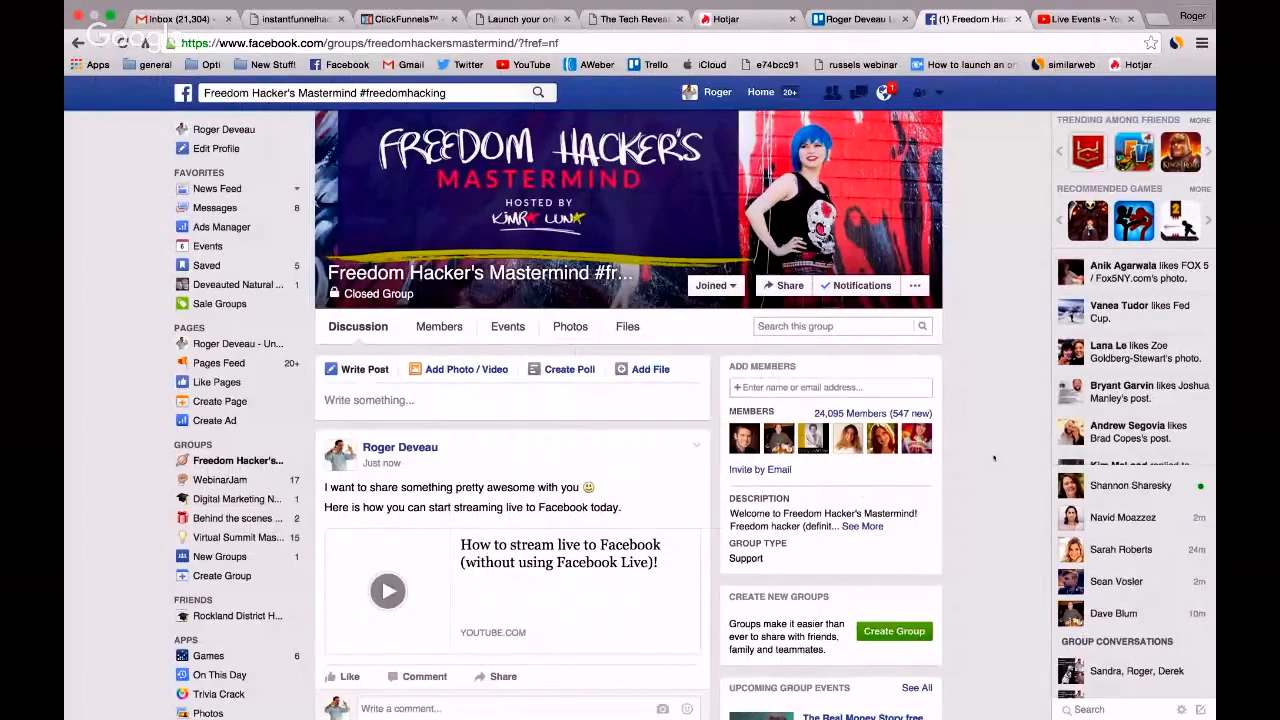 Inbox (21,304)
instantfunnelhac
ClickFunnels™
Launch your onli
The Tech Reveal
Hotjar
Roger Deveau L
(1) Freedom Hac
Live Events - Yo
Roger
Google
https://www.facebook.com/groups/freedomhackersmastermind/?fref=nf
Apps
general
Opti
New Stuff!
Facebook
Gmail
Twitter
YouTube
AWeber
Trello
iCloud
e74bcc91
russels webinar
How to launch an o
similarweb
Hotjar
Freedom Hacker's Mastermind #freedomhacking
Roger
Home 20+
1
Roger Deveau
Edit Profile
FAVORITES
News Feed
Messages 8
Ads Manager
6 Events
Saved 5
Deveauted Natural ...
Sale Groups
PAGES
Roger Deveau - Un...
Pages Feed 20+
Like Pages
Create Page
Create Ad
GROUPS
Freedom Hacker's...
WebinarJam 17
Digital Marketing N... 1
Behind the scenes ... 2
Virtual Summit Mas... 15
New Groups 1
Create Group
FRIENDS
Rockland District H...
APPS
Games 6
On This Day
Trivia Crack
Photos
FREEDOM HACKER'S
MASTERMIND
HOSTED BY
KIMRA LUNA
Freedom Hacker's Mastermind #fr...
Closed Group
Joined
Share
Notifications
...
Discussion
Members
Events
Photos
Files
Search this group
Write Post
Add Photo / Video
Create Poll
Add File
Write something...
Roger Deveau
Just now
I want to share something pretty awesome with you
Here is how you can start streaming live to Facebook today.
How to stream live to Facebook
(without using Facebook Live)!
YOUTUBE.COM
Like
Comment
Share
Write a comment...
ADD MEMBERS
+ Enter name or email address...
MEMBERS
24,095 Members (547 new)
Invite by Email
DESCRIPTION
Welcome to Freedom Hacker's Mastermind!
Freedom hacker (definit... See More
GROUP TYPE
Support
CREATE NEW GROUPS
Groups make it easier than
ever to share with friends,
family and teammates.
Create Group
UPCOMING GROUP EVENTS
See All
The Real Money Story free
TRENDING AMONG FRIENDS
MORE
RECOMMENDED GAMES
MORE
2
Anik Agarwala likes FOX 5
/ Fox5NY.com's photo.
Vanea Tudor likes Fed
Cup.
Lana Le likes Zoe
Goldberg-Stewart's photo.
Bryant Garvin likes Joshua
Manley's post.
Andrew Segovia likes
Brad Copes's post.
Shannon Sharesky
Navid Moazzez 2m
Sarah Roberts 24m
Sean Vosler 2m
Dave Blum 10m
GROUP CONVERSATIONS
Sandra, Roger, Derek
Search